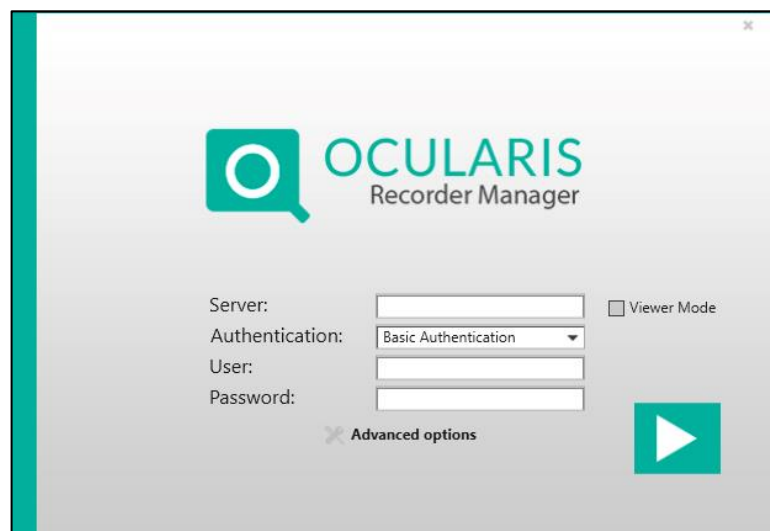 OCULARIS
Recorder Manager
Server:
Viewer Mode
Authentication: Basic Authentication
User:
Password:
Advanced options